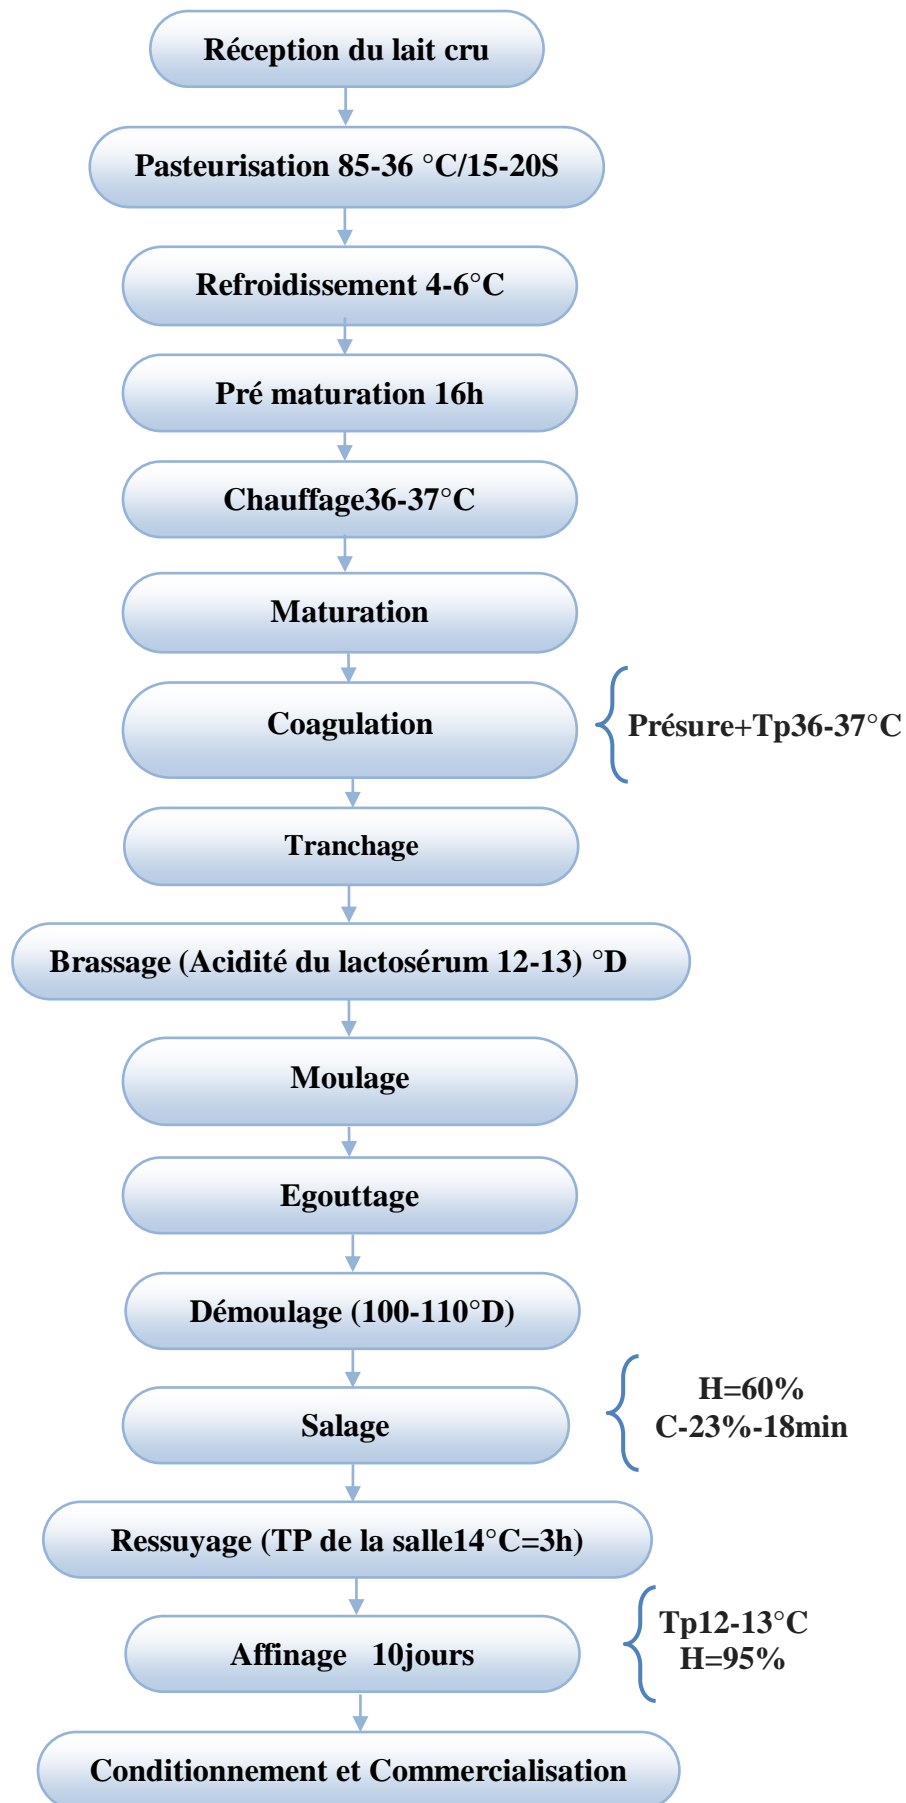 Réception du lait cru
Pasteurisation 85-36 °C/15-20S
Refroidissement 4-6°C
Pré maturation 16h
Chauffage36-37°C
Maturation
Coagulation
Présure+Tp36-37°C
Tranchage
Brassage (Acidité du lactosérum 12-13) °D
Moulage
Egouttage
Démoulage (100-110°D)
Salage
H=60%
C-23%-18min
Ressuyage (TP de la salle14°C=3h)
Affinage 10jours
Tp12-13°C
H=95%
Conditionnement et Commercialisation